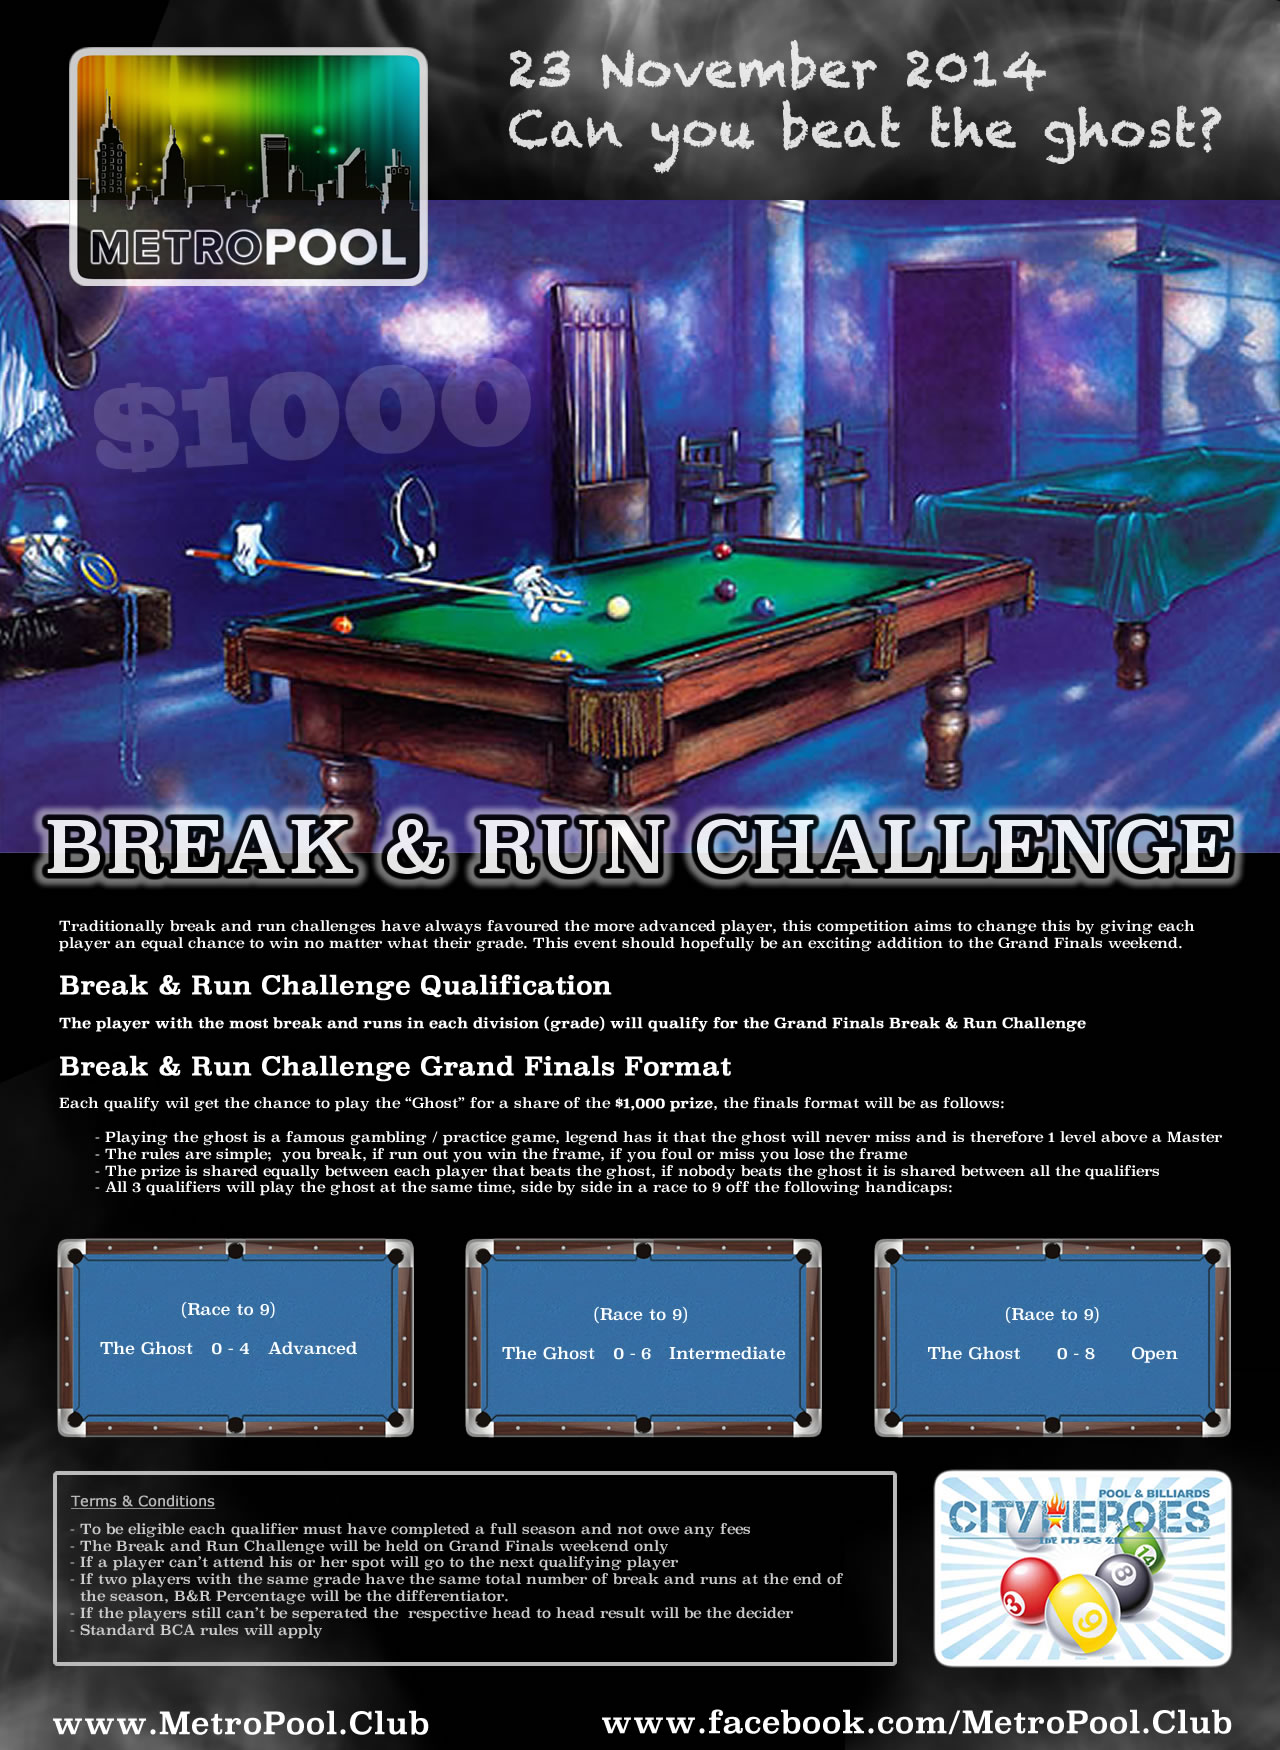 23 November 2014
Can you beat the ghost?
METROPOOL
$1000
BREAK & RUN CHALLENGE
Traditionally break and run challenges have always favoured the more advanced player, this competition aims to change this by giving each
player an equal chance to win no matter what their grade. This event should hopefully be an exciting addition to the Grand Finals weekend.
Break & Run Challenge Qualification
The player with the most break and runs in each division (grade) will qualify for the Grand Finals Break & Run Challenge
Break & Run Challenge Grand Finals Format
Each qualify wil get the chance to play the “Ghost” for a share of the $1,000 prize, the finals format will be as follows:
- Playing the ghost is a famous gambling / practice game, legend has it that the ghost will never miss and is therefore 1 level above a Master
- The rules are simple;  you break, if run out you win the frame, if you foul or miss you lose the frame
- The prize is shared equally between each player that beats the ghost, if nobody beats the ghost it is shared between all the qualifiers
- All 3 qualifiers will play the ghost at the same time, side by side in a race to 9 off the following handicaps:
(Race to 9)
The Ghost 0 - 4 Advanced
(Race to 9)
The Ghost 0 - 6 Intermediate
(Race to 9)
The Ghost 0 - 8 Open
Terms & Conditions
- To be eligible each qualifier must have completed a full season and not owe any fees
- The Break and Run Challenge will be held on Grand Finals weekend only
- If a player can’t attend his or her spot will go to the next qualifying player
- If two players with the same grade have the same total number of break and runs at the end of
the season, B&R Percentage will be the differentiator.
- If the players still can’t be seperated the  respective head to head result will be the decider
- Standard BCA rules will apply
POOL & BILLIARDS
CITY HEROES
3
9
8
14
www.MetroPool.Club
www.facebook.com/MetroPool.Club